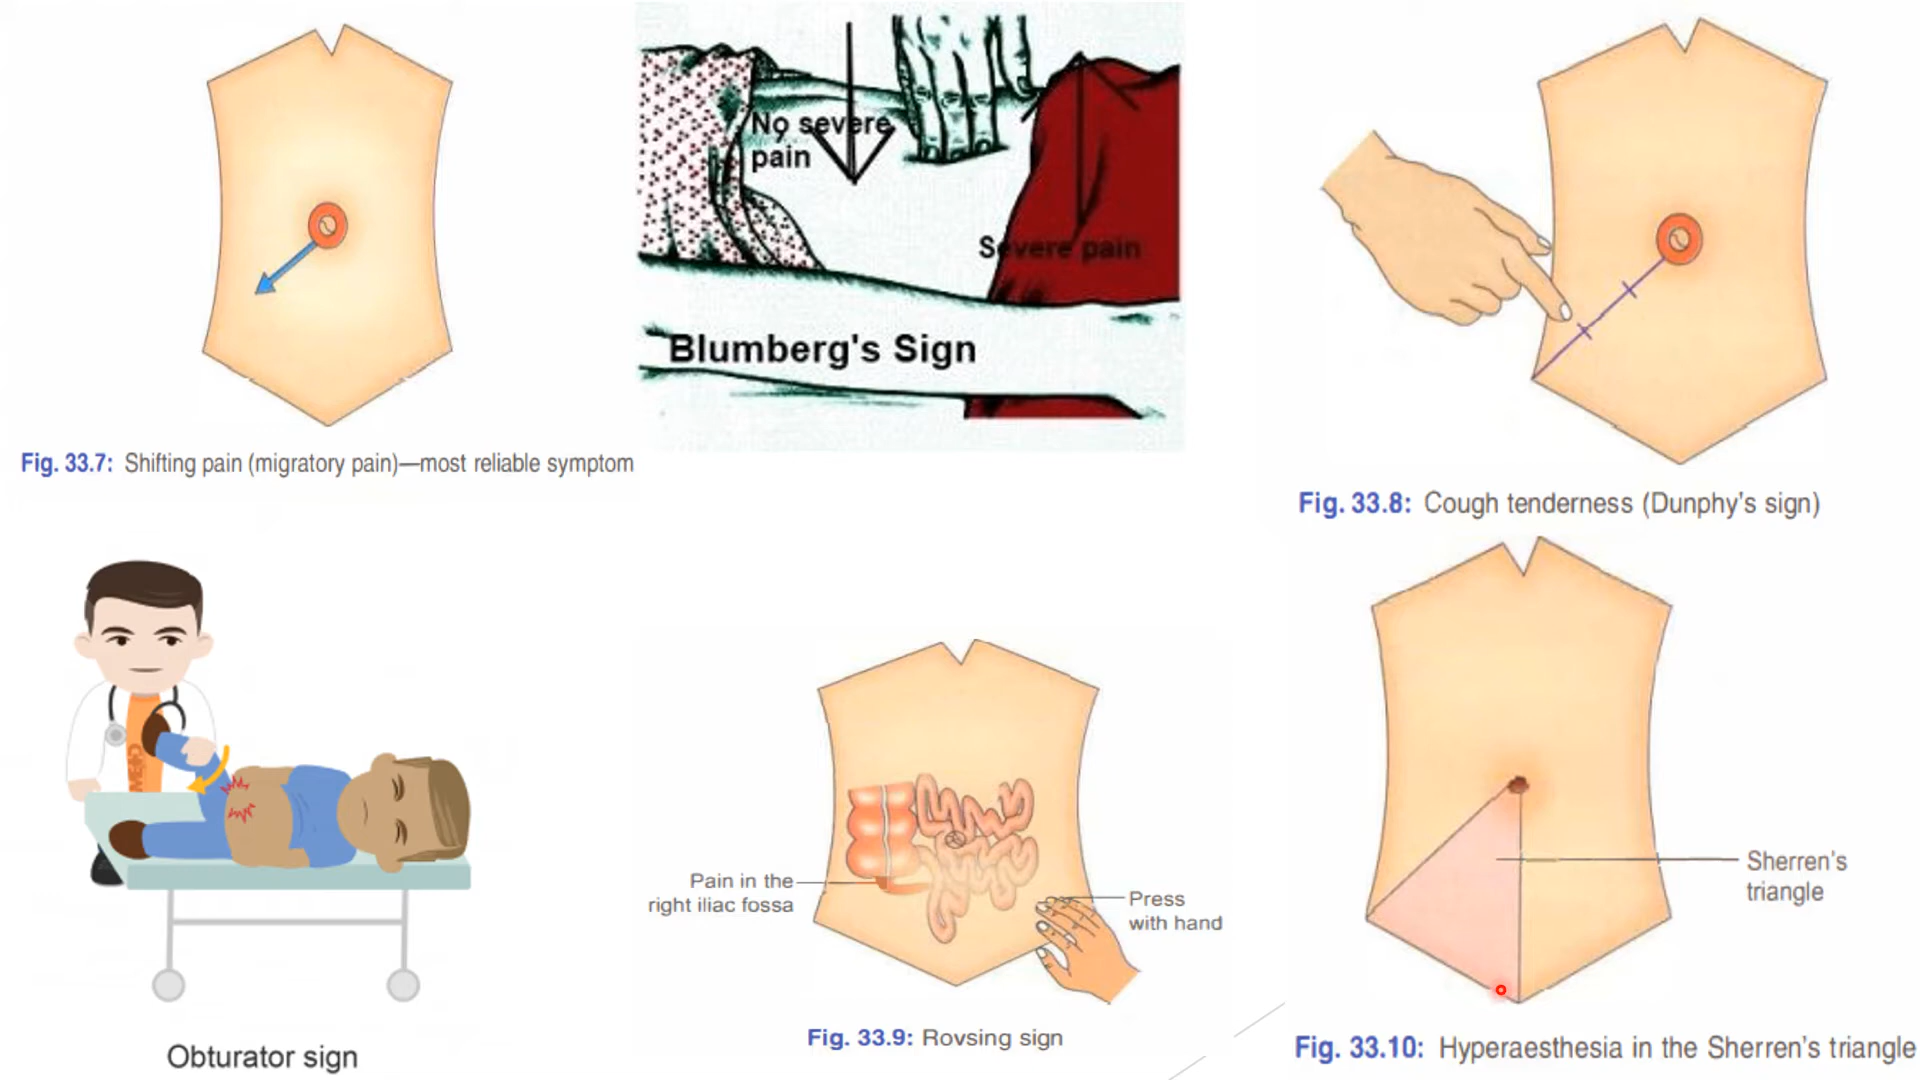 No severe
pain
Severe pain
Blumberg's Sign
Fig. 33.7: Shifting pain (migratory pain)—most reliable symptom
Fig. 33.8: Cough tenderness (Dunphy's sign)
Obturator sign
Pain in the
right iliac fossa
Press
with hand
Fig. 33.9: Rovsing sign
Sherren's
triangle
Fig. 33.10: Hyperaesthesia in the Sherren's triangle